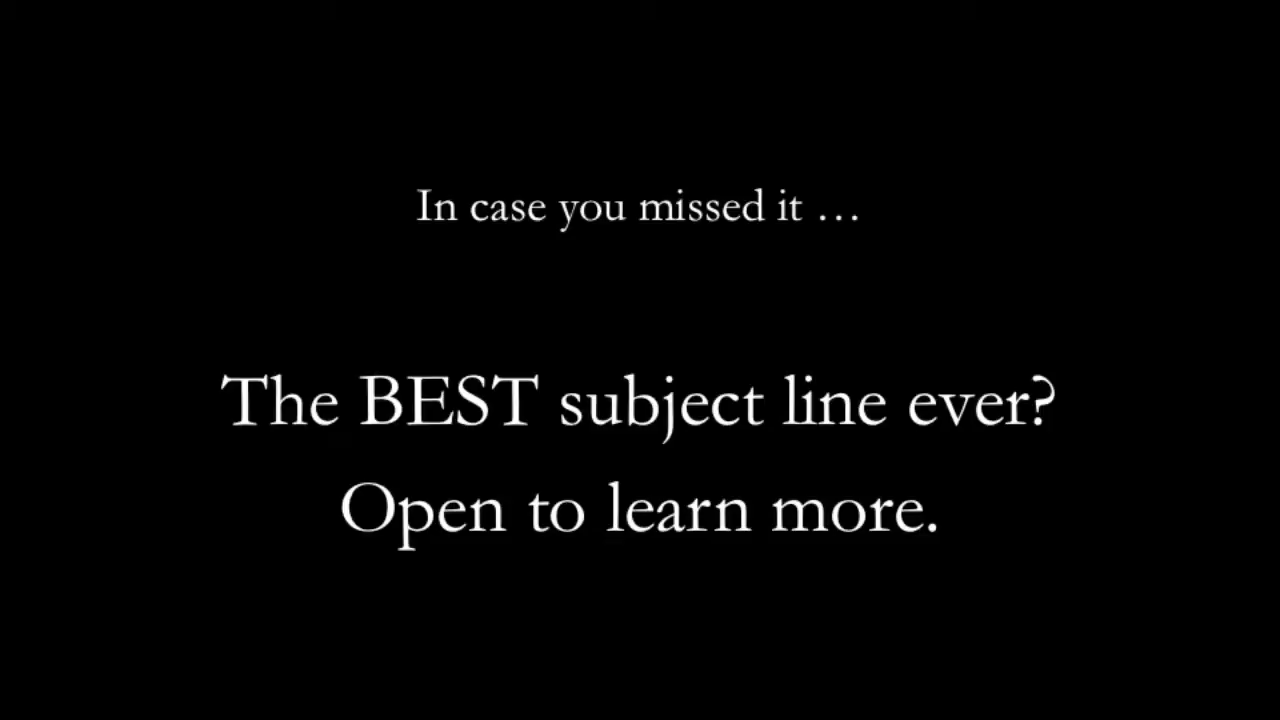 In case you missed it …
The BEST subject line ever?
Open to learn more.